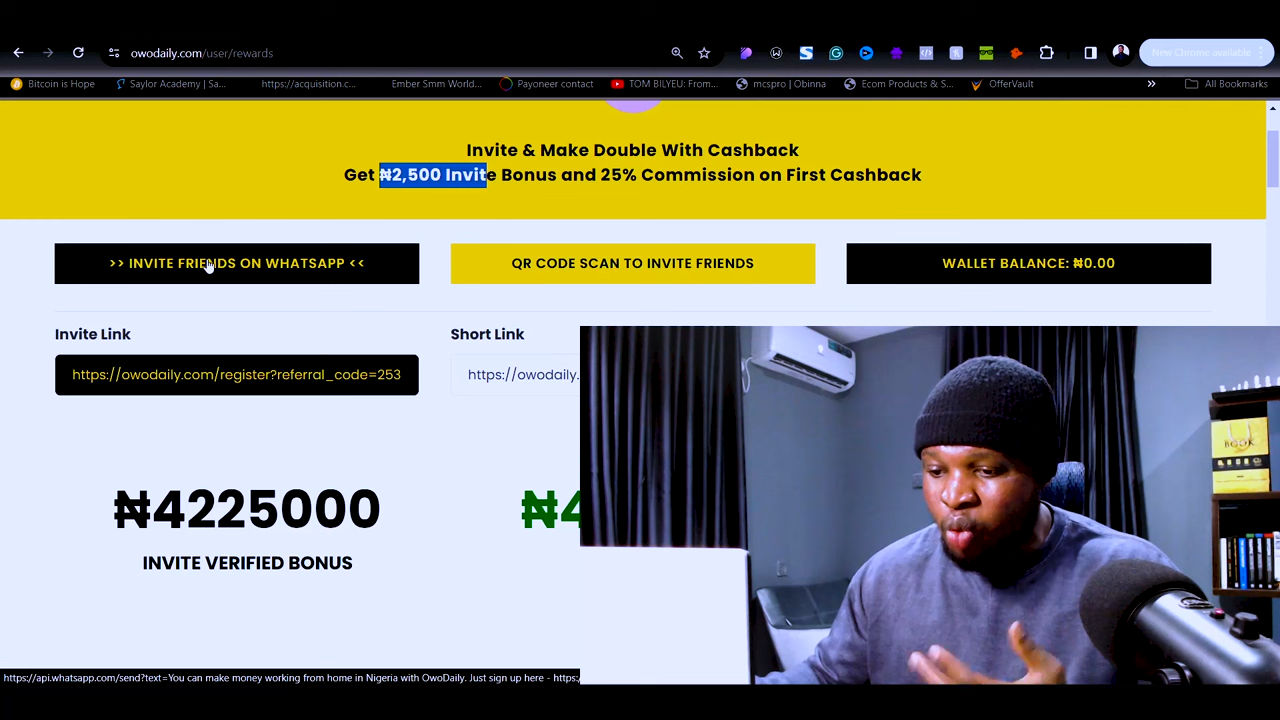 owodaily.com/user/rewards
New Chrome available
Bitcoin is Hope
Saylor Academy | Sa...
https://acquisition.c...
Ember Smm World...
Payoneer contact
TOM BILYEU: From...
mcspro | Obinna
Ecom Products & S...
OfferVault
All Bookmarks
Invite & Make Double With Cashback
Get ₦2,500 Invite Bonus and 25% Commission on First Cashback
>> INVITE FRIENDS ON WHATSAPP <<
QR CODE SCAN TO INVITE FRIENDS
WALLET BALANCE: ₦0.00
Invite Link
Short Link
https://owodaily.com/register?referral_code=253
https://owodaily.
₦4225000
₦4
INVITE VERIFIED BONUS
BOOK
https://api.whatsapp.com/send?text=You can make money working from home in Nigeria with OwoDaily. Just sign up here - https:/